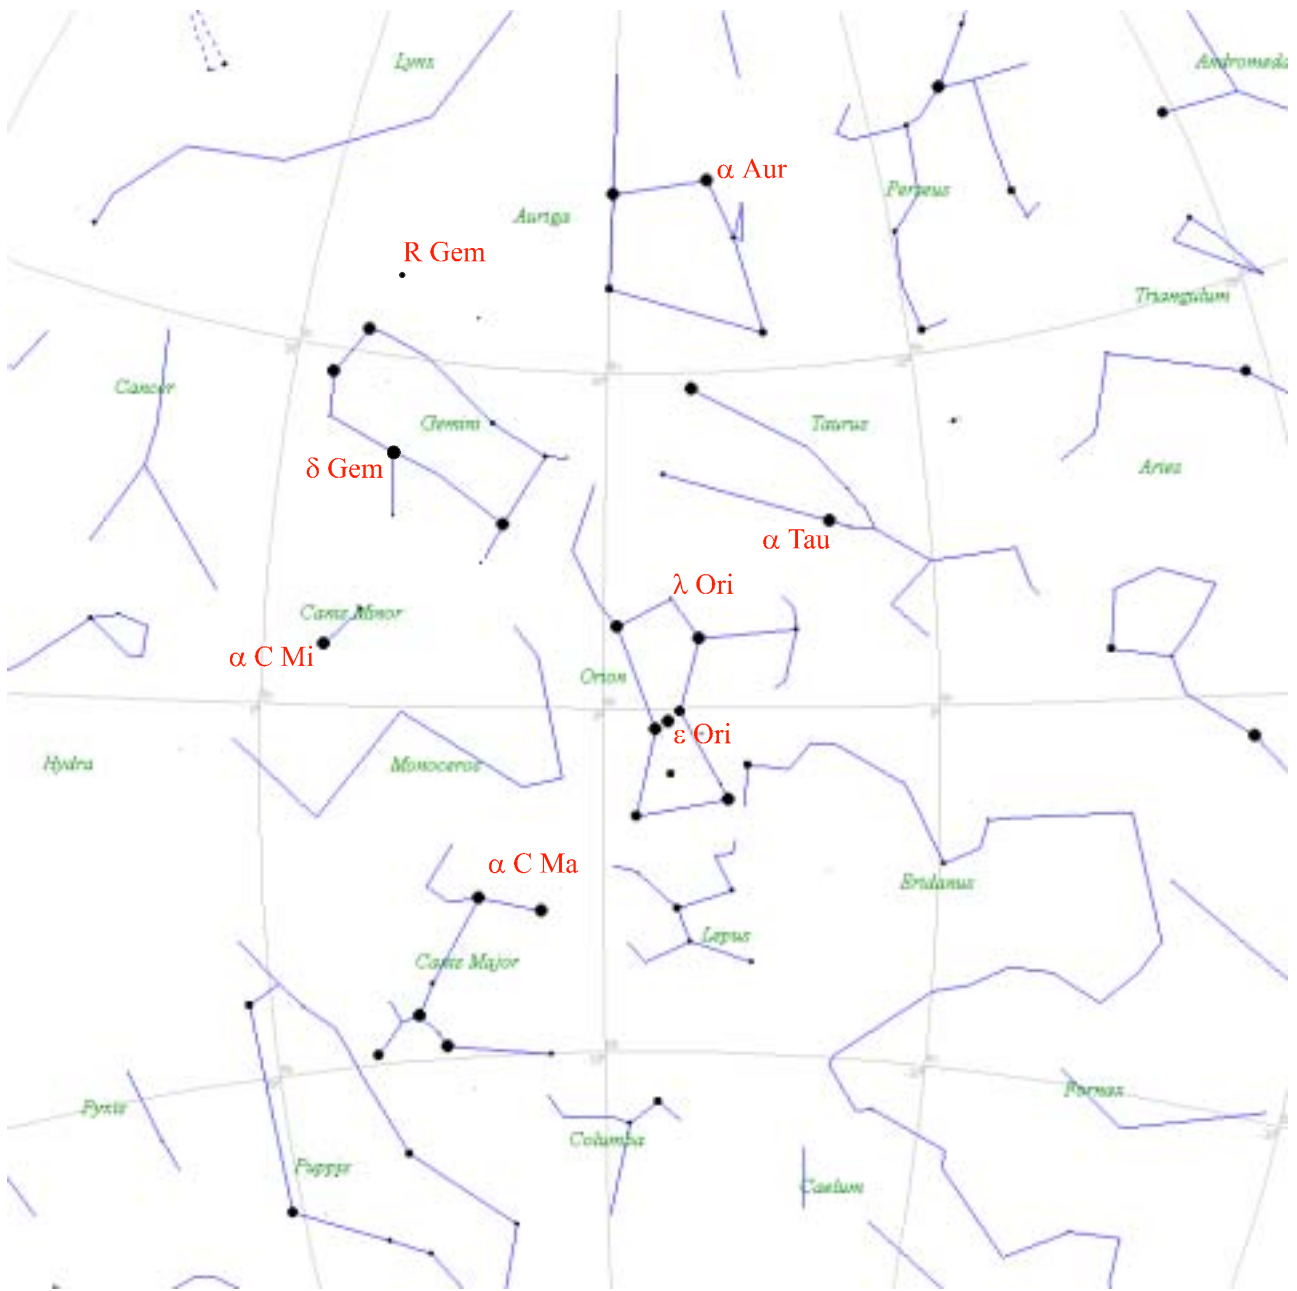 Lynx
Andromeda
α Aur
Perseus
Auriga
R Gem
Triangulum
Cancer
Gemini
Taurus
δ Gem
Aries
α Tau
λ Ori
Canis Minor
α C Mi
Orion
ε Ori
Hydra
Monoceros
α C Ma
Eridanus
Lepus
Canis Major
Pyxis
Fornax
Columba
Puppis
Caelum